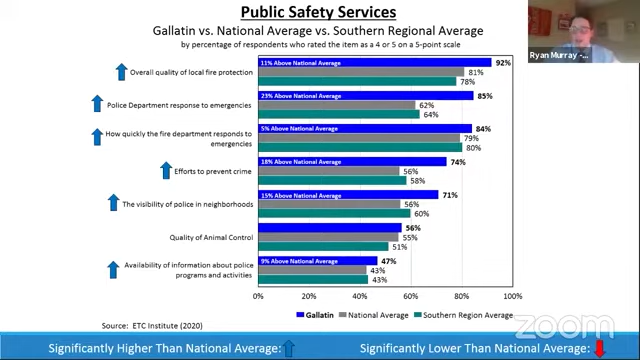 Public Safety Services
Gallatin vs. National Average vs. Southern Regional Average
by percentage of respondents who rated the item as a 4 or 5 on a 5-point scale
Ryan Murray -...
Overall quality of local fire protection
11% Above National Average
92%
81%
78%
Police Department response to emergencies
23% Above National Average
85%
62%
64%
How quickly the fire department responds to
emergencies
5% Above National Average
84%
79%
80%
Efforts to prevent crime
18% Above National Average
74%
56%
58%
The visibility of police in neighborhoods
15% Above National Average
71%
56%
60%
Quality of Animal Control
56%
55%
51%
Availability of information about police
programs and activities
9% Above National Average
47%
43%
43%
0% 20% 40% 60% 80% 100%
Gallatin National Average Southern Regional Average
Source: ETC Institute (2020)
zoom
Significantly Higher Than National Average: Significantly Lower Than National Average: